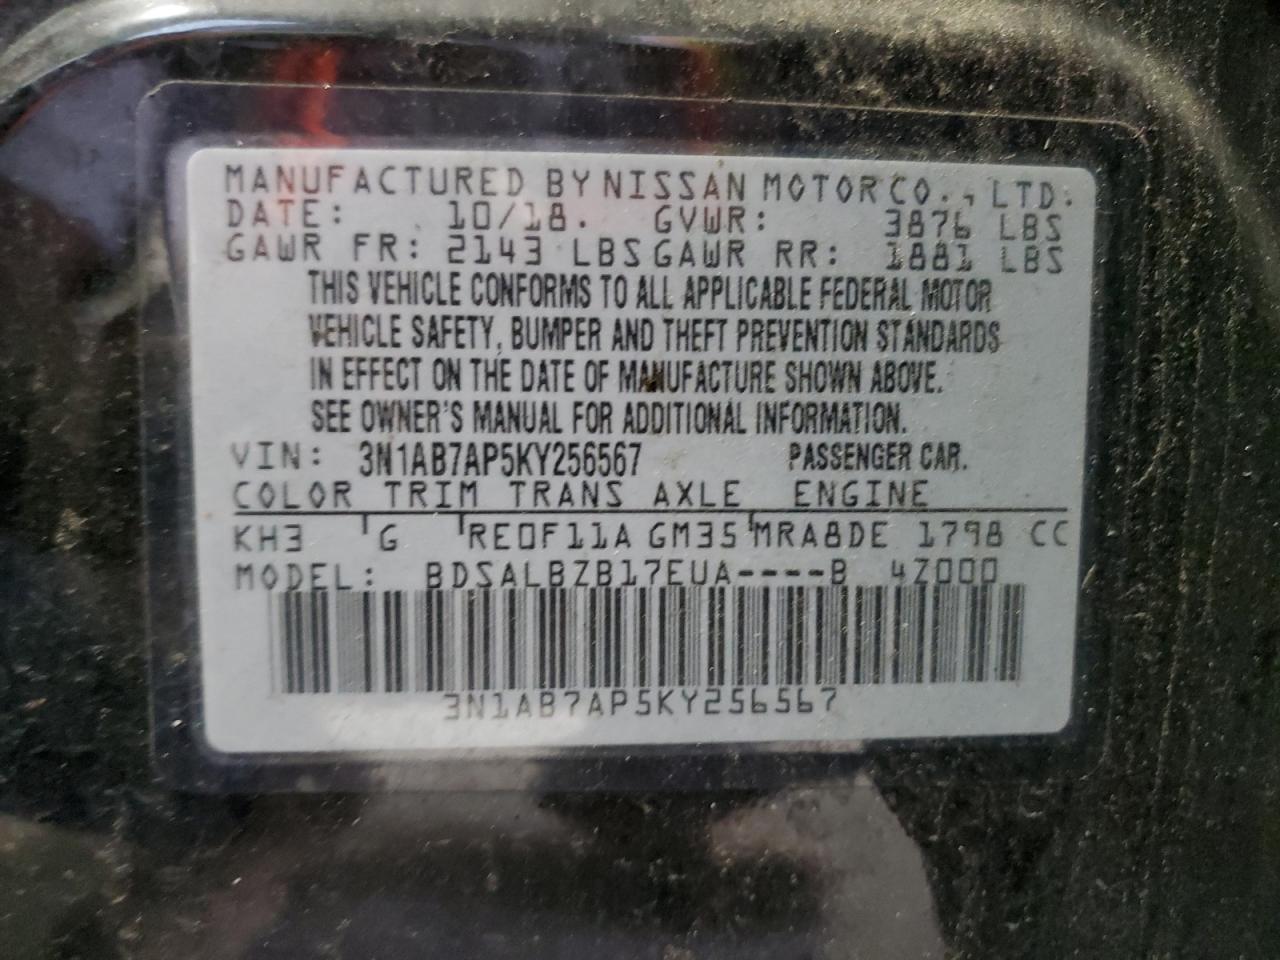 MANUFACTURED BY NISSAN MOTOR CO., LTD.
DATE: 10/18. GVWR: 3876 LBS
GAWR FR: 2143 LBS GAWR RR: 1881 LBS
THIS VEHICLE CONFORMS TO ALL APPLICABLE FEDERAL MOTOR
VEHICLE SAFETY, BUMPER AND THEFT PREVENTION STANDARDS
IN EFFECT ON THE DATE OF MANUFACTURE SHOWN ABOVE.
SEE OWNER'S MANUAL FOR ADDITIONAL INFORMATION.
VIN: 3N1AB7AP5KY256567 PASSENGER CAR.
COLOR TRIM TRANS AXLE ENGINE
KH3 G RE0F11A GM35 MRA8DE 1798 CC
MODEL: BDSALBZB17EUA----B 4Z000
3N1AB7AP5KY256567